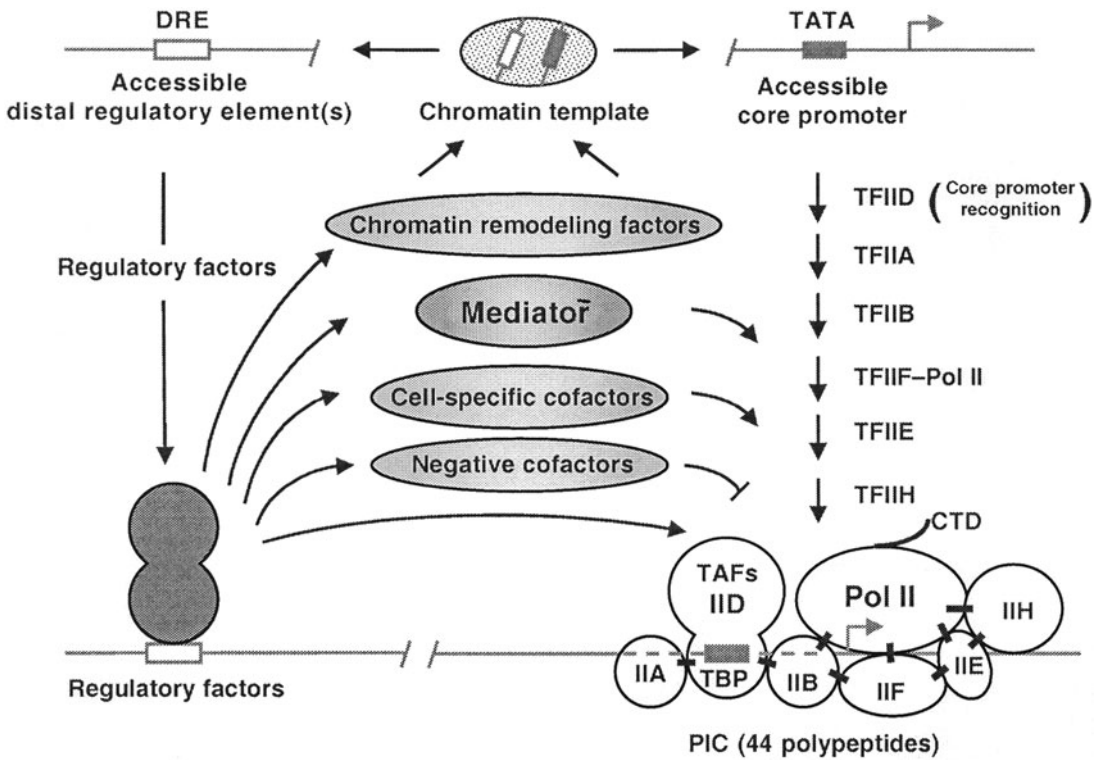 DRE
TATA
Accessible
distal regulatory element(s)
Chromatin template
Accessible
core promoter
Chromatin remodeling factors
TFIID (Core promoter
recognition)
Regulatory factors
TFIIA
Mediator
TFIIB
TFIIF–Pol II
Cell-specific cofactors
TFIIE
Negative cofactors
TFIIH
CTD
TAFs
IID
Pol II
IIH
IIA
TBP
IIB
IIF
IIE
Regulatory factors
PIC (44 polypeptides)